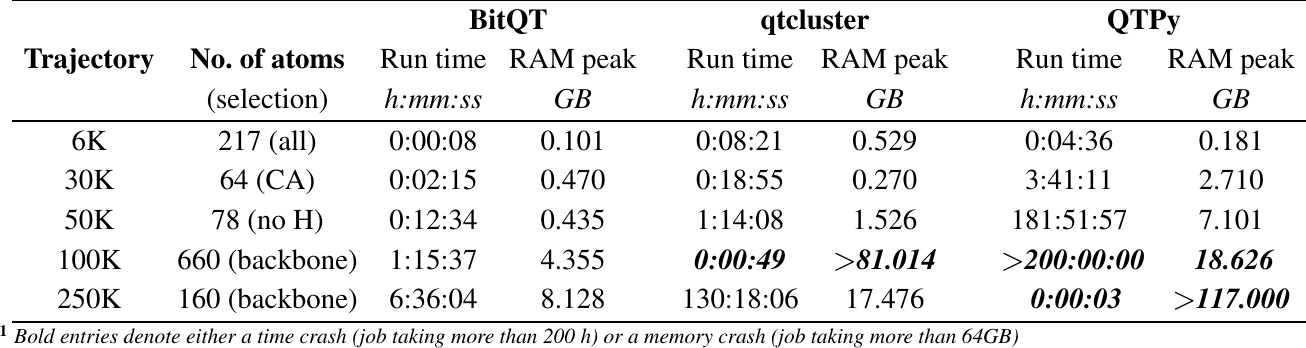 BitQT qtcluster QTPy
Trajectory No. of atoms Run time RAM peak Run time RAM peak Run time RAM peak
(selection) h:mm:ss GB h:mm:ss GB h:mm:ss GB
6K 217 (all) 0:00:08 0.101 0:08:21 0.529 0:04:36 0.181
30K 64 (CA) 0:02:15 0.470 0:18:55 0.270 3:41:11 2.710
50K 78 (no H) 0:12:34 0.435 1:14:08 1.526 181:51:57 7.101
100K 660 (backbone) 1:15:37 4.355 0:00:49 >81.014 >200:00:00 18.626
250K 160 (backbone) 6:36:04 8.128 130:18:06 17.476 0:00:03 >117.000
1 Bold entries denote either a time crash (job taking more than 200 h) or a memory crash (job taking more than 64GB)